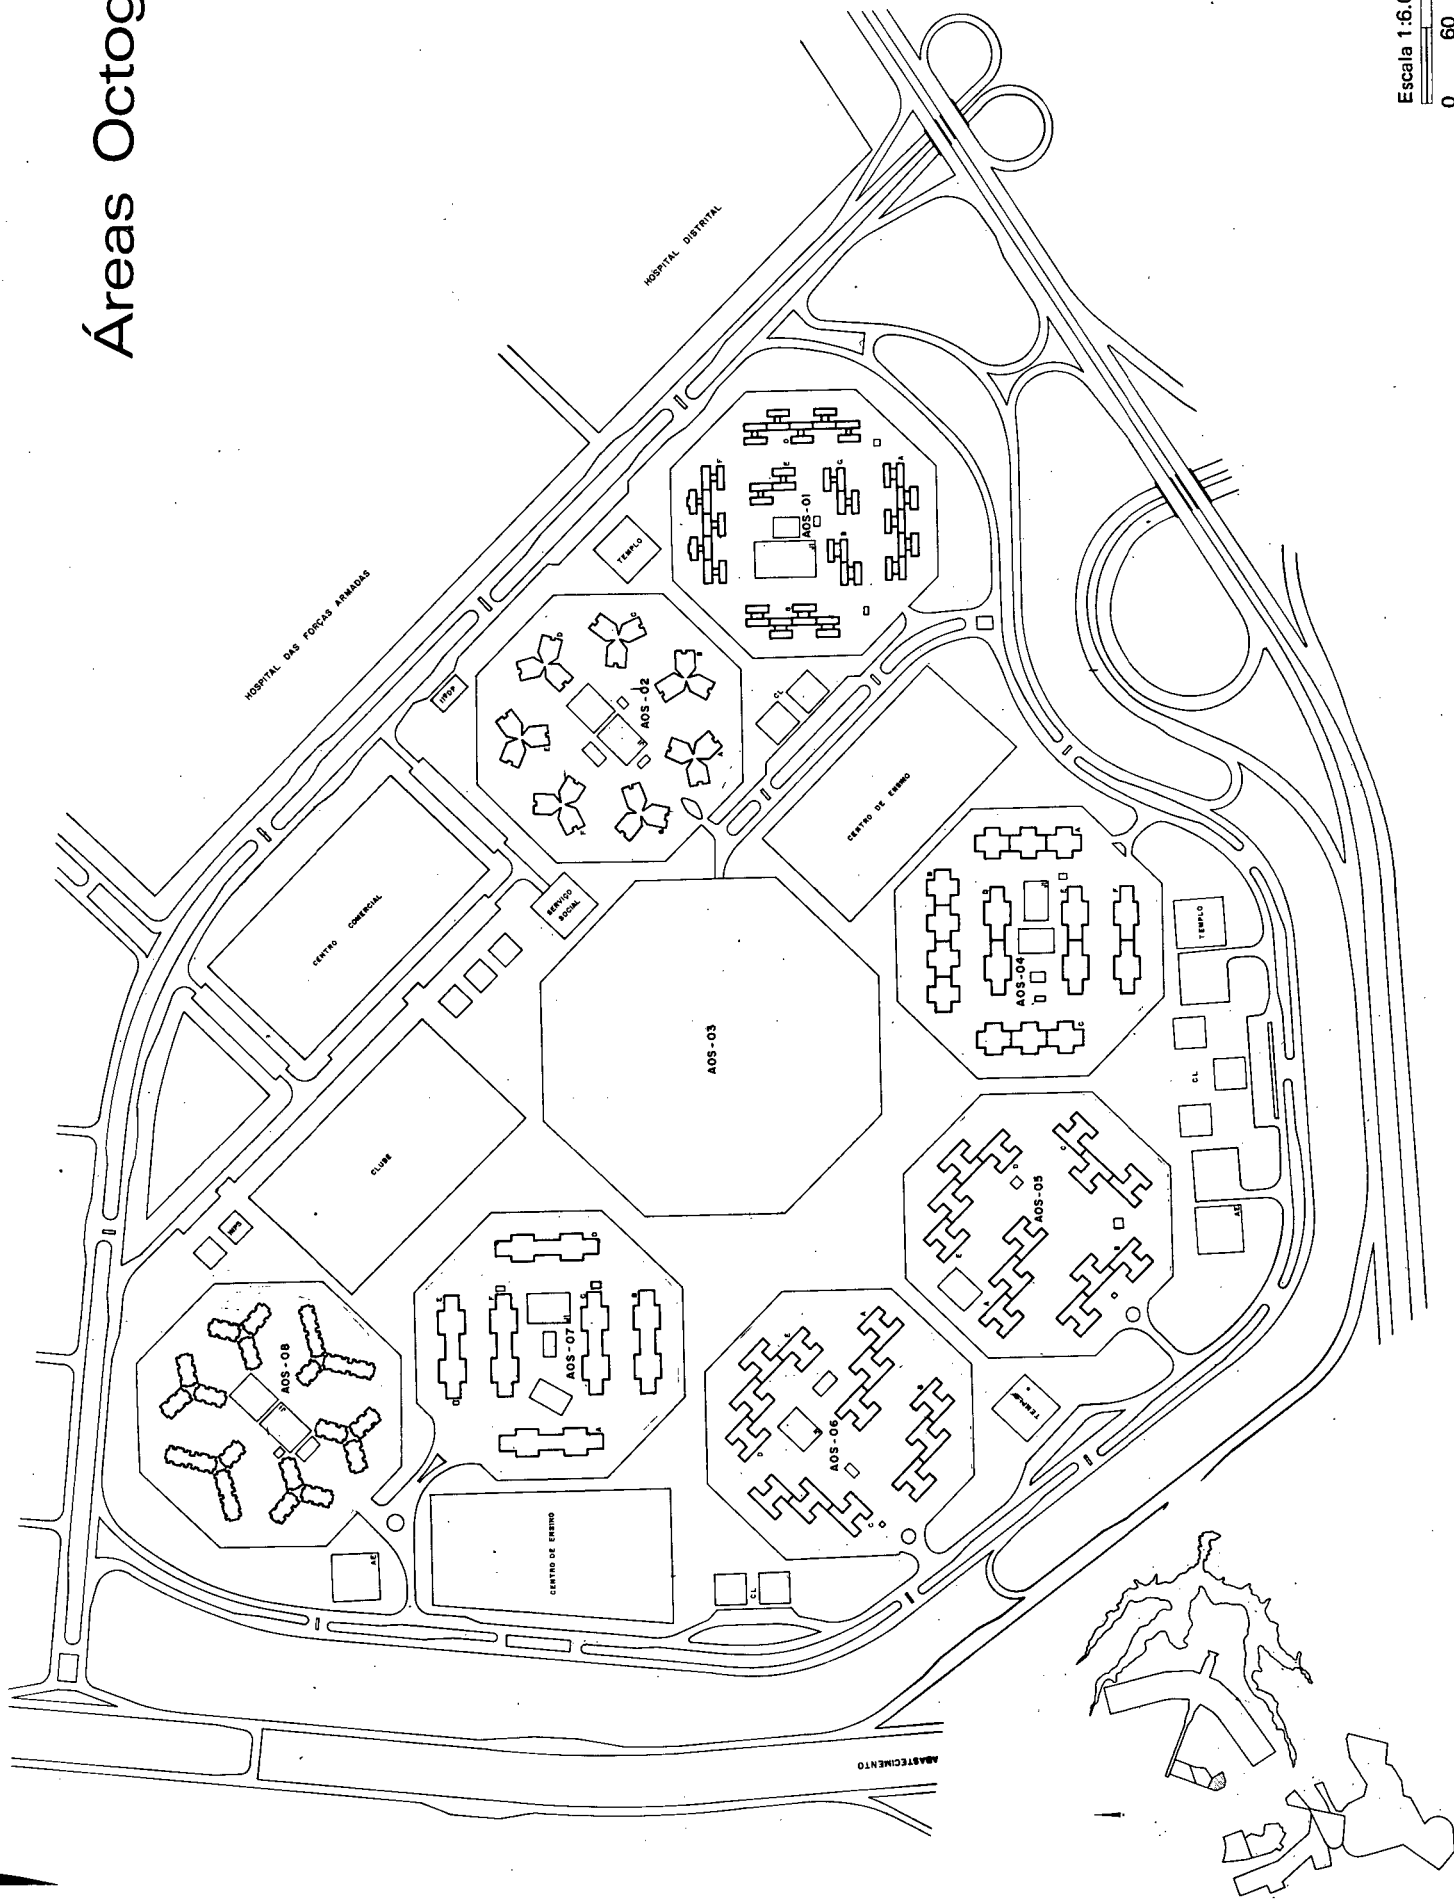 Áreas Octog
Escala 1:6.0
0 60
HOSPITAL DISTRITAL
HOSPITAL DAS FORÇAS ARMADAS
TEMPLO
AOS-01
F
D
E
G
A
B
AOS-02
D
E
B
A
F
CL
CENTRO DE ENSINO
CENTRO COMERCIAL
SERVIÇO
SOCIAL
AOS-03
AOS-04
A
B
D
E
F
C
TEMPLO
CL
AE
AOS-05
C
D
E
B
A
CLUBE
INPS
AOS-08
AOS-07
E
F
C
B
D
A
AOS-06
A
E
B
D
C
TEMPLO
CENTRO DE ENSINO
AE
CL
ABASTECIMENTO